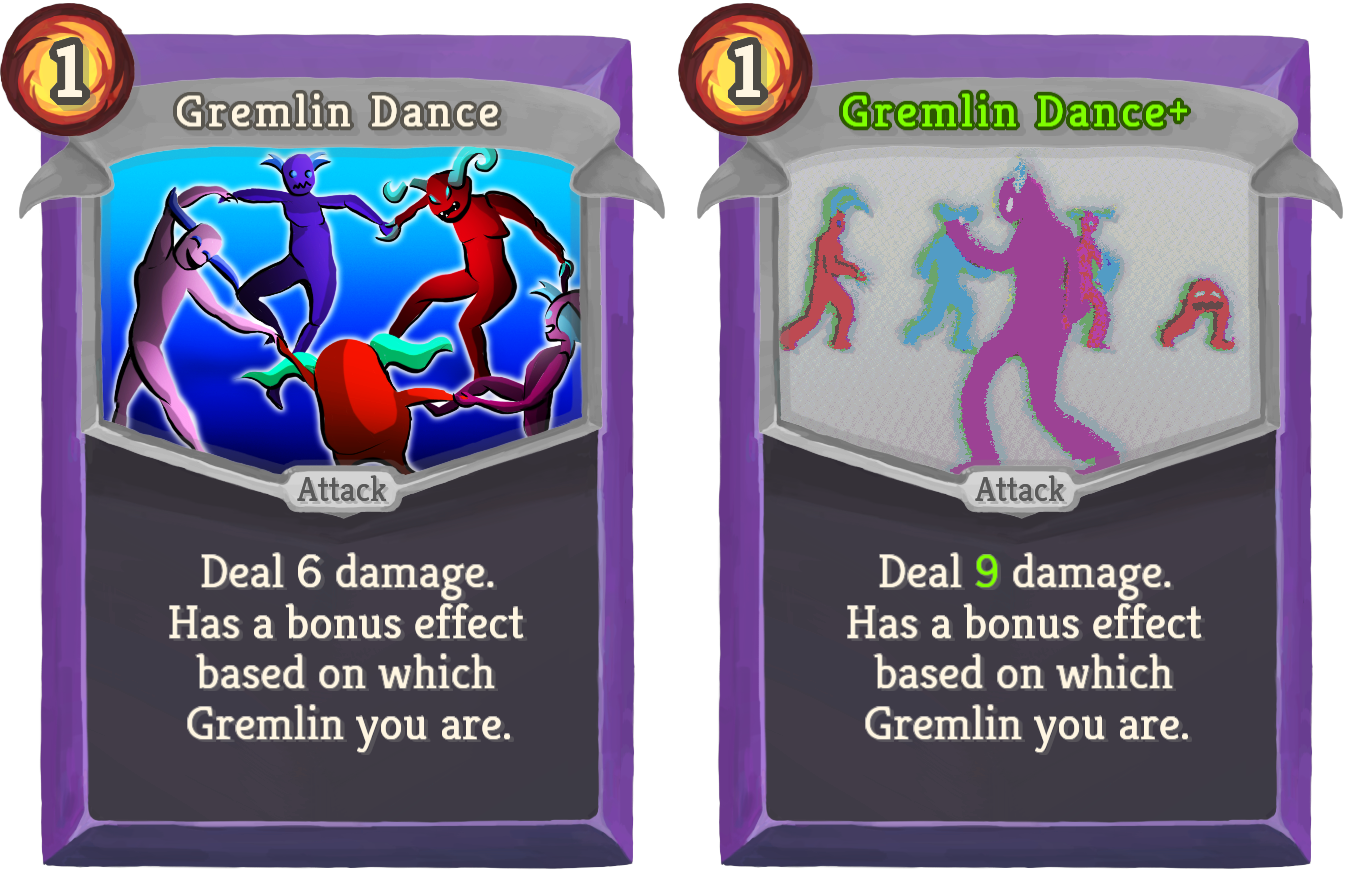 1
Gremlin Dance
Attack
Deal 6 damage.
Has a bonus effect
based on which
Gremlin you are.
1
Gremlin Dance+
Attack
Deal 9 damage.
Has a bonus effect
based on which
Gremlin you are.